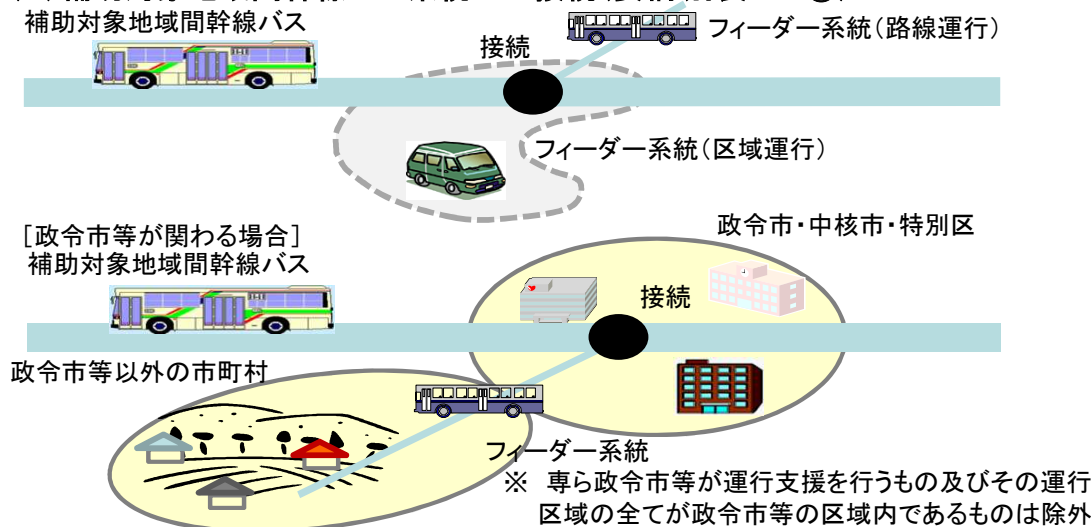 補助対象地域間幹線バス
接続
フィーダー系統(路線運行)
フィーダー系統(区域運行)
政令市・中核市・特別区
[政令市等が関わる場合]
補助対象地域間幹線バス
接続
政令市等以外の市町村
フィーダー系統
※ 専ら政令市等が運行支援を行うもの及びその運行
区域の全てが政令市等の区域内であるものは除外